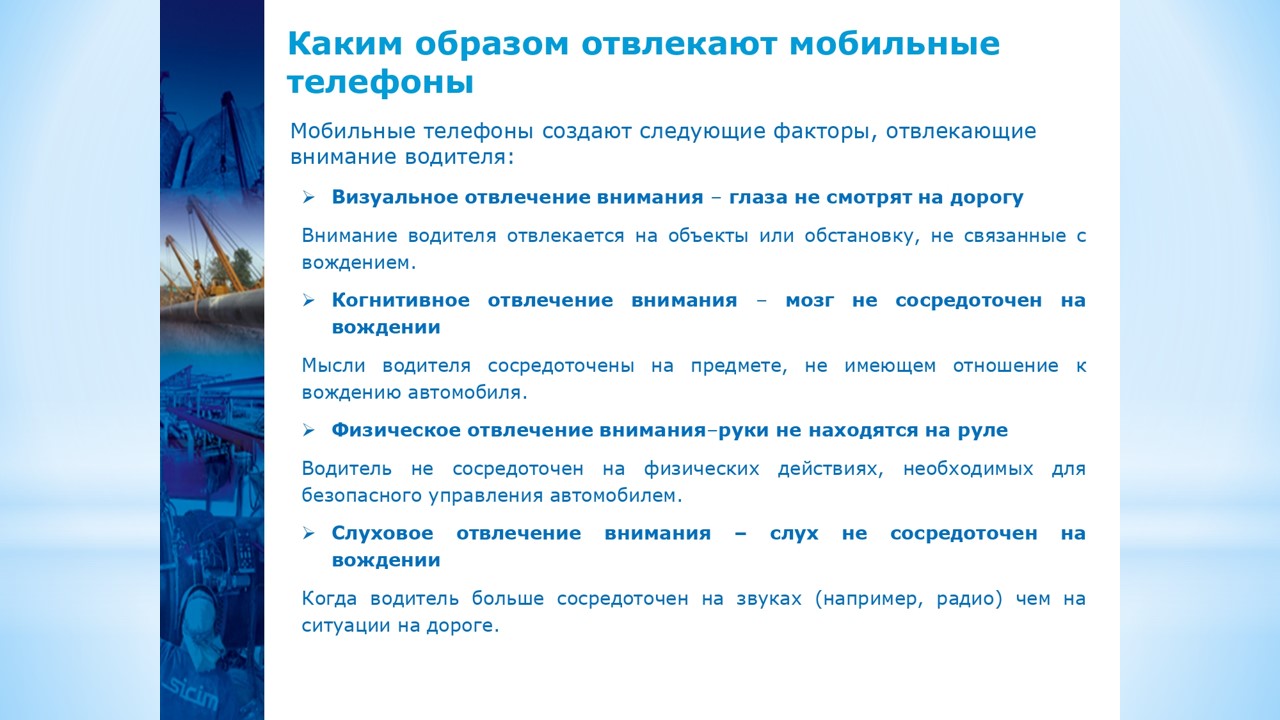 Каким образом отвлекают мобильные
телефоны
Мобильные телефоны создают следующие факторы, отвлекающие
внимание водителя:
➢ Визуальное отвлечение внимания – глаза не смотрят на дорогу
Внимание водителя отвлекается на объекты или обстановку, не связанные с
вождением.
➢ Когнитивное отвлечение внимания – мозг не сосредоточен на
вождении
Мысли водителя сосредоточены на предмете, не имеющем отношение к
вождению автомобиля.
➢ Физическое отвлечение внимания–руки не находятся на руле
Водитель не сосредоточен на физических действиях, необходимых для
безопасного управления автомобилем.
➢ Слуховое отвлечение внимания – слух не сосредоточен на
вождении
Когда водитель больше сосредоточен на звуках (например, радио) чем на
ситуации на дороге.
sicim